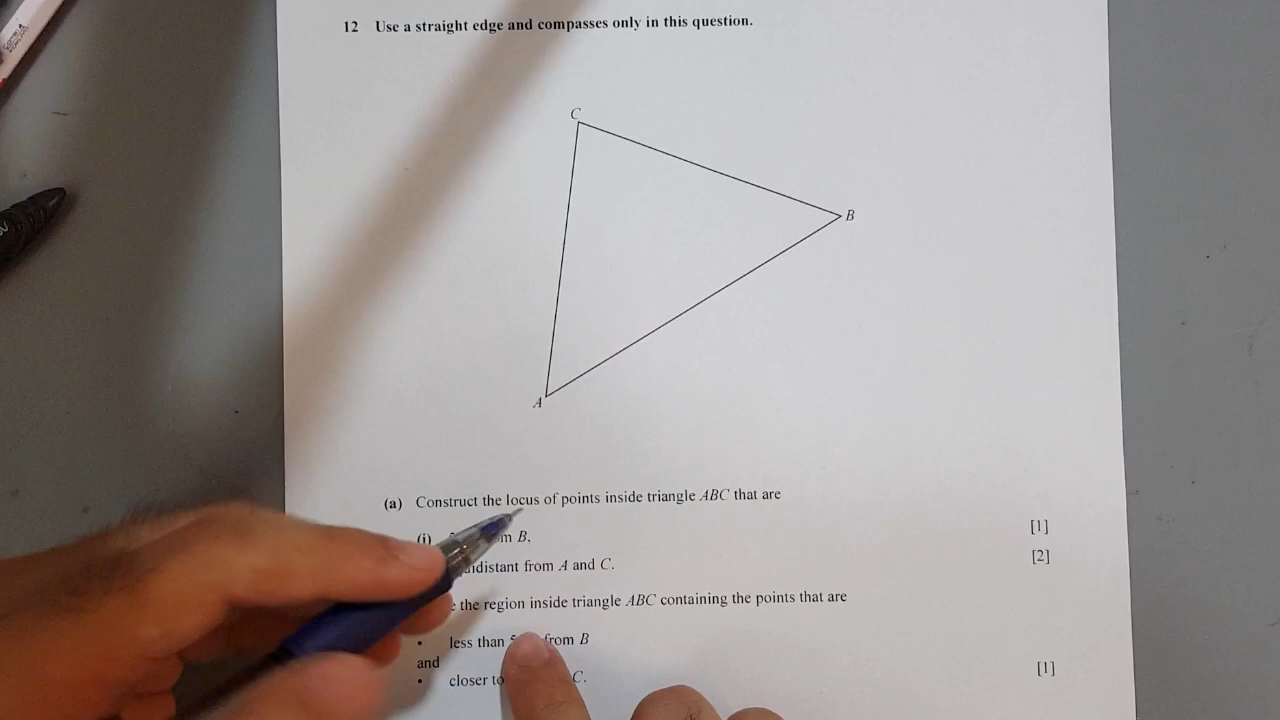 12 Use a straight edge and compasses only in this question.
C
B
A
(a) Construct the locus of points inside triangle ABC that are
(i) B. [1]
from A and C. [2]
the region inside triangle ABC containing the points that are
• less than from B
and
• closer to C. [1]